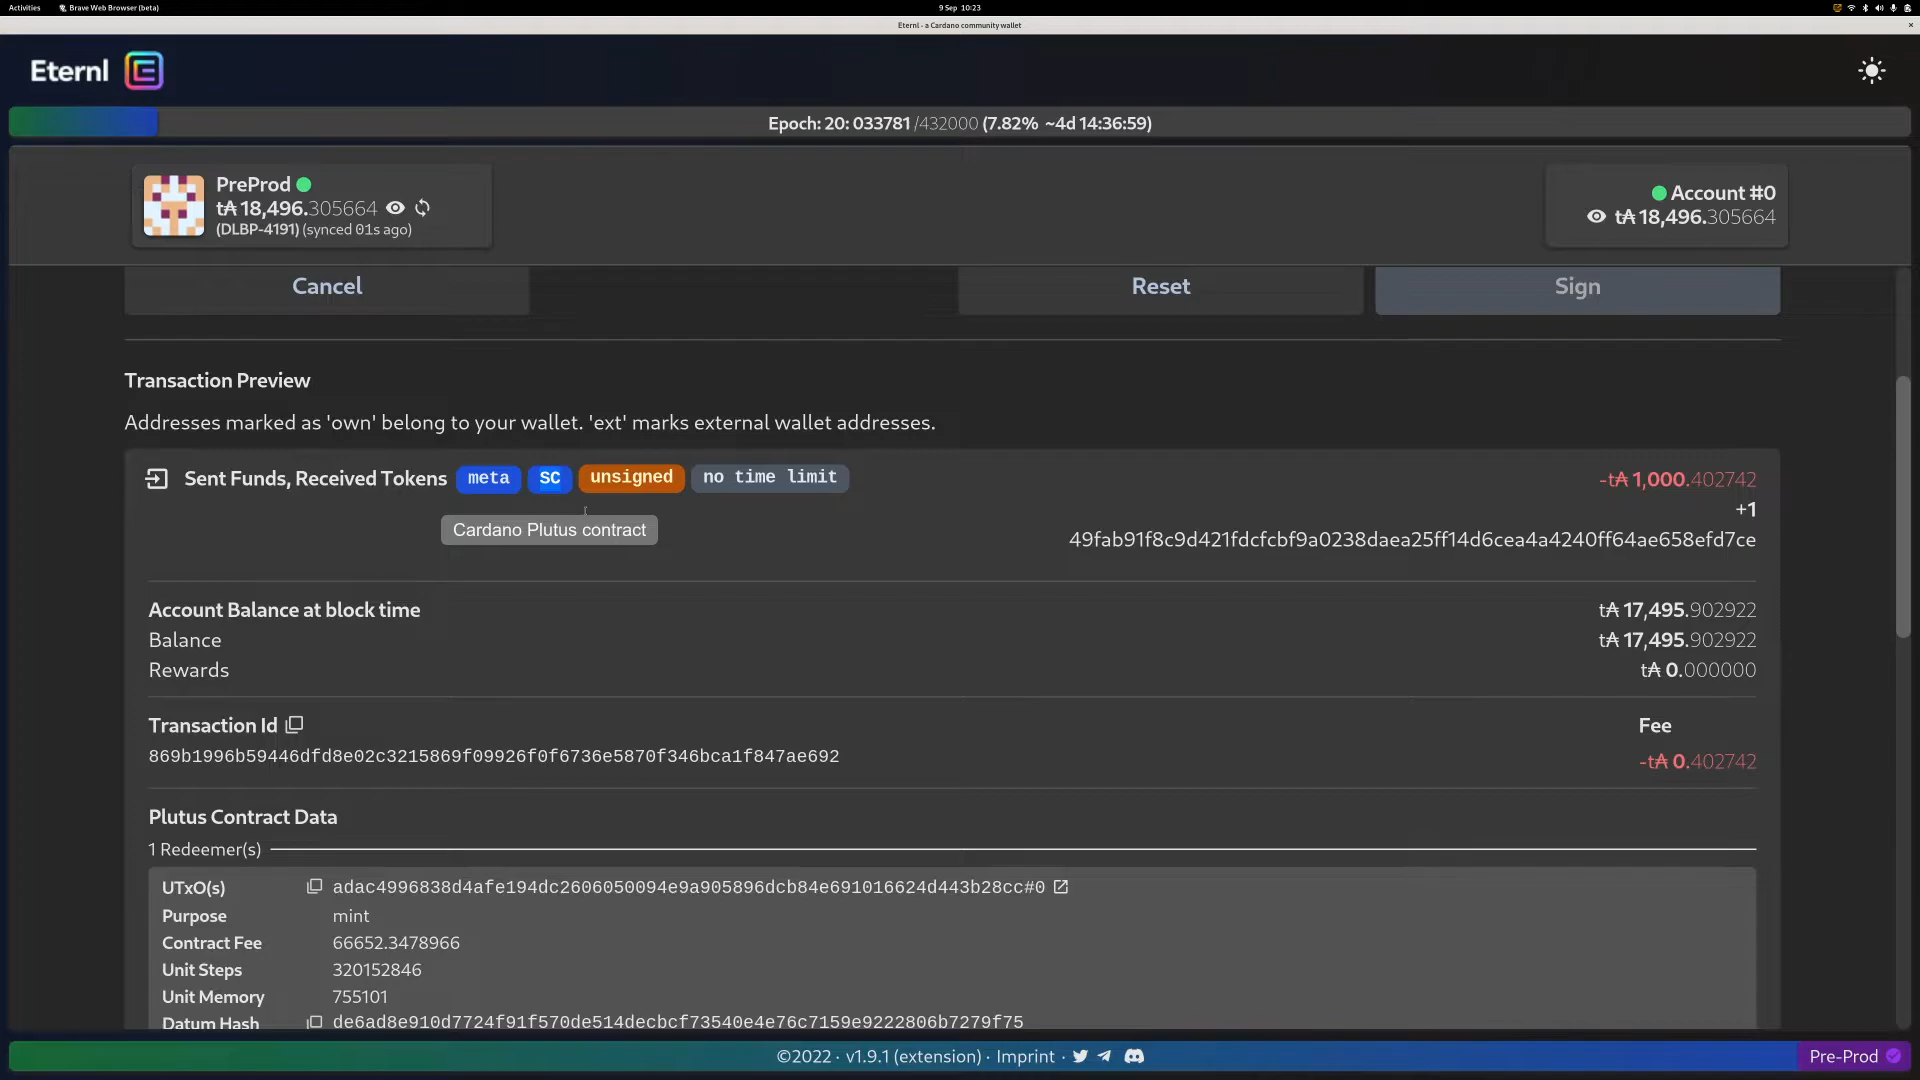 Activities Brave Web Browser (beta) 9 Sep 10:23
Eternl - a Cardano community wallet ×
Eternl
Epoch: 20: 033781 /432000 (7.82% ~4d 14:36:59)
PreProd
t₳ 18,496.305664
(DLBP-4191) (synced 01s ago)
Account #0
t₳ 18,496.305664
Cancel Reset Sign
Transaction Preview
Addresses marked as 'own' belong to your wallet. 'ext' marks external wallet addresses.
Sent Funds, Received Tokens meta SC unsigned no time limit -t₳ 1,000.402742
+1
Cardano Plutus contract
49fab91f8c9d421fdcfcbf9a0238daea25ff14d6cea4a4240ff64ae658efd7ce
Account Balance at block time t₳ 17,495.902922
Balance t₳ 17,495.902922
Rewards t₳ 0.000000
Transaction Id Fee
869b1996b59446dfd8e02c3215869f09926f0f6736e5870f346bca1f847ae692 -t₳ 0.402742
Plutus Contract Data
1 Redeemer(s)
UTxO(s) adac4996838d4afe194dc2606050094e9a905896dcb84e691016624d443b28cc#0
Purpose mint
Contract Fee 66652.3478966
Unit Steps 320152846
Unit Memory 755101
Datum Hash de6ad8e910d7724f91f570de514decbcf73540e4e76c7159e9222806b7279f75
©2022 · v1.9.1 (extension) · Imprint ·
Pre-Prod